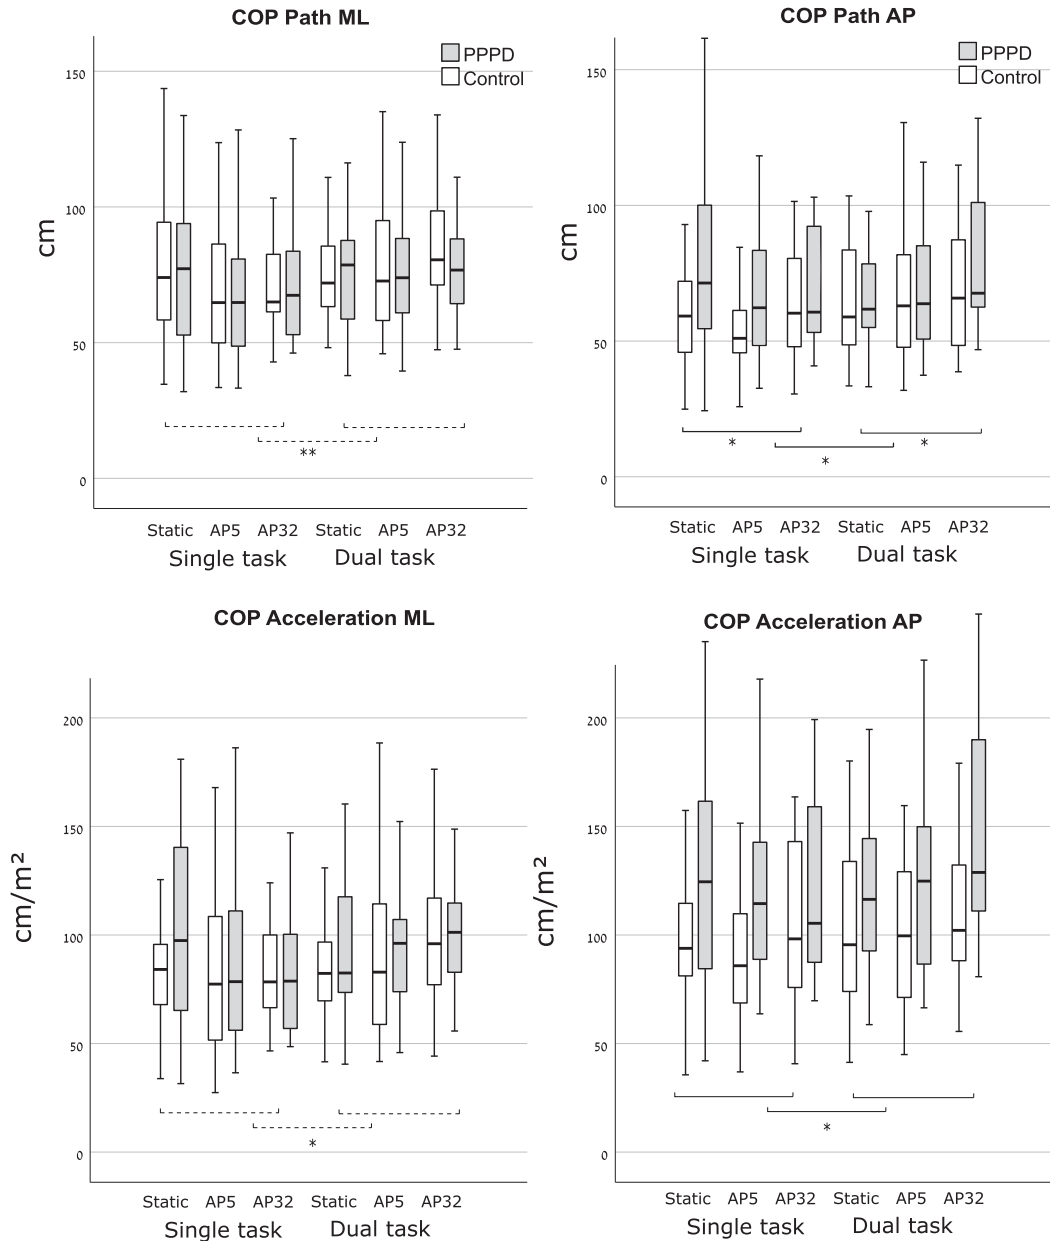 COP Path ML
PPPD
Control
150
100
50
0
cm
**
Static AP5 AP32 Static AP5 AP32
Single task Dual task
COP Path AP
PPPD
Control
150
100
50
0
cm
* * *
Static AP5 AP32 Static AP5 AP32
Single task Dual task
COP Acceleration ML
200
150
100
50
0
cm/m²
*
Static AP5 AP32 Static AP5 AP32
Single task Dual task
COP Acceleration AP
200
150
100
50
0
cm/m²
*
Static AP5 AP32 Static AP5 AP32
Single task Dual task